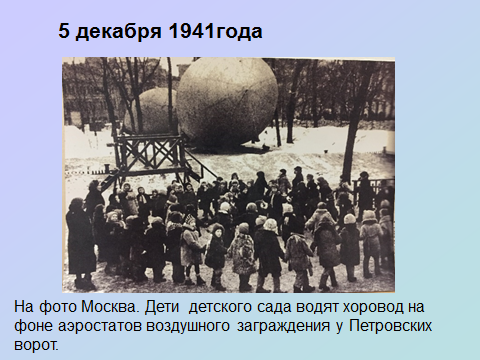 5 декабря 1941года
На фото Москва. Дети детского сада водят хоровод на
фоне аэростатов воздушного заграждения у Петровских
ворот.